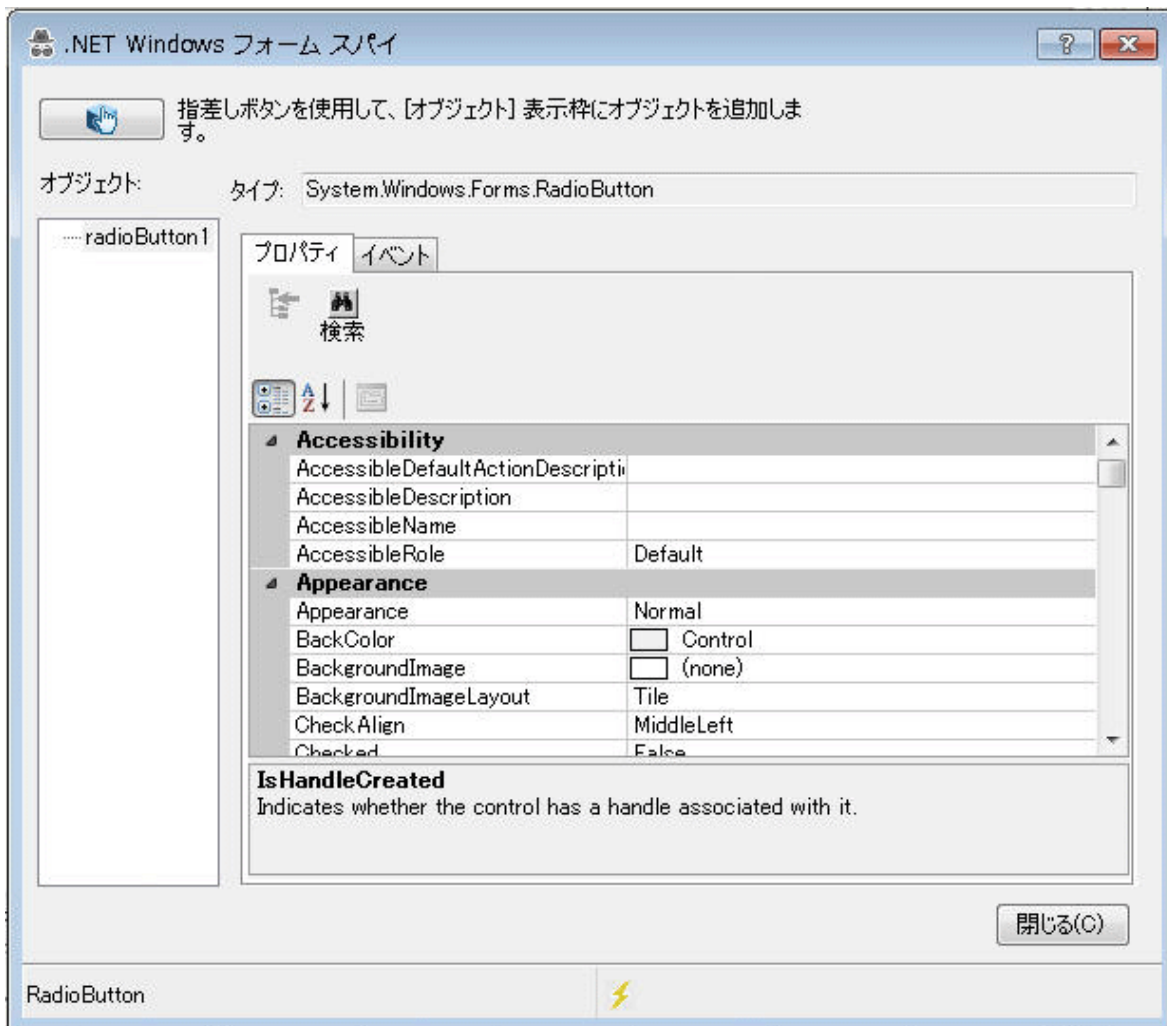 .NET Windows フォーム スパイ
指差しボタンを使用して、[オブジェクト] 表示枠にオブジェクトを追加しま
す。
オブジェクト:
タイプ: System.Windows.Forms.RadioButton
radioButton1
プロパティ イベント
検索
Accessibility
AccessibleDefaultActionDescripti
AccessibleDescription
AccessibleName
AccessibleRole Default
Appearance
Appearance Normal
BackColor Control
BackgroundImage (none)
BackgroundImageLayout Tile
CheckAlign MiddleLeft
Checked False
IsHandleCreated
Indicates whether the control has a handle associated with it.
閉じる(C)
RadioButton